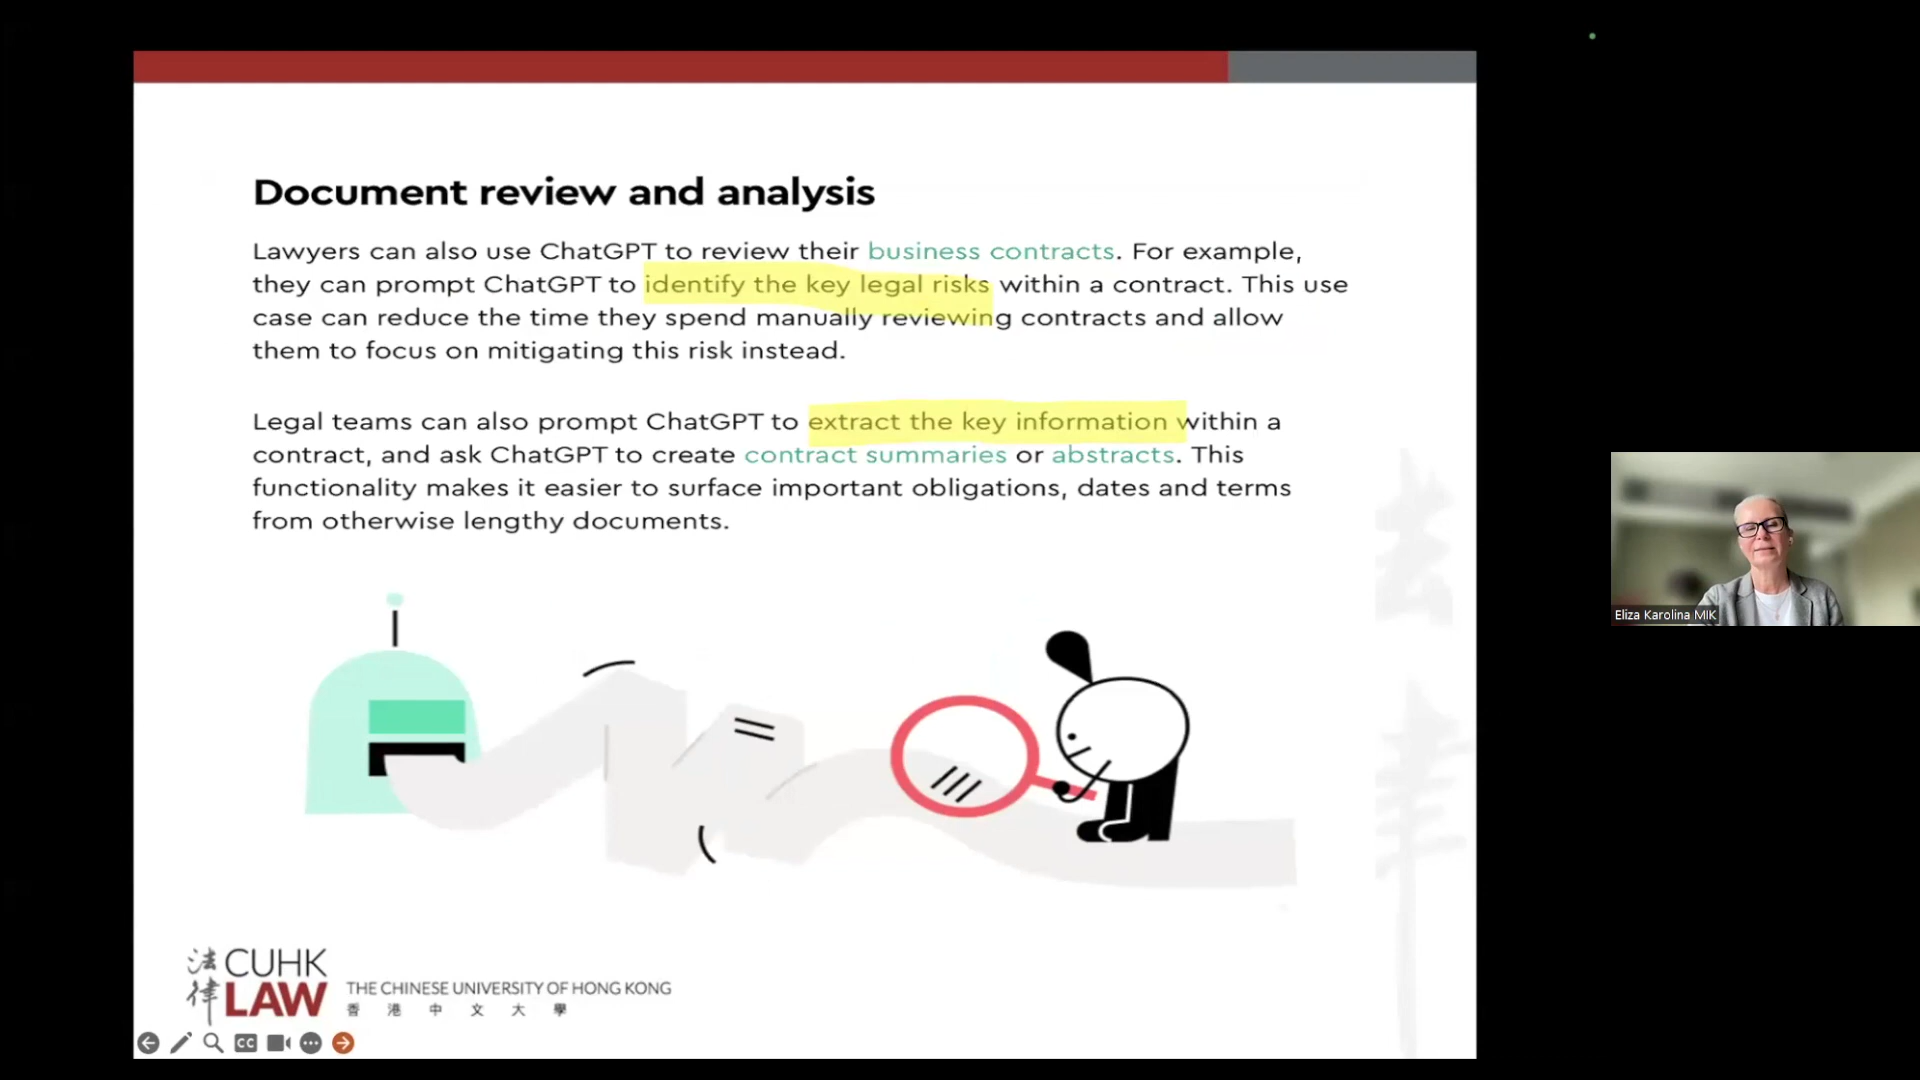 Document review and analysis
Lawyers can also use ChatGPT to review their business contracts. For example,
they can prompt ChatGPT to identify the key legal risks within a contract. This use
case can reduce the time they spend manually reviewing contracts and allow
them to focus on mitigating this risk instead.
Legal teams can also prompt ChatGPT to extract the key information within a
contract, and ask ChatGPT to create contract summaries or abstracts. This
functionality makes it easier to surface important obligations, dates and terms
from otherwise lengthy documents.
Eliza Karolina MIK
法律
CUHK
LAW
THE CHINESE UNIVERSITY OF HONG KONG
香港中文大學
CC
法律